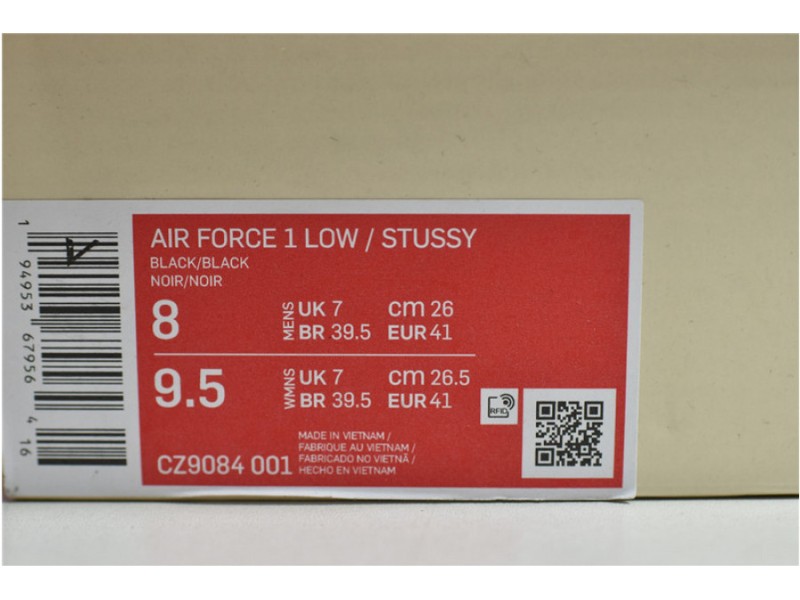 AIR FORCE 1 LOW / STUSSY
BLACK/BLACK
NOIR/NOIR
8 MENS UK 7 CM 26
BR 39.5 EUR 41
9.5 WMNS UK 7 CM 26.5
BR 39.5 EUR 41
RFID
CZ9084 001
MADE IN VIETNAM /
FABRIQUE AU VIETNAM /
FABRICADO NO VIETNÃ /
HECHO EN VIETNAM
1 94953 67956 4 16
A